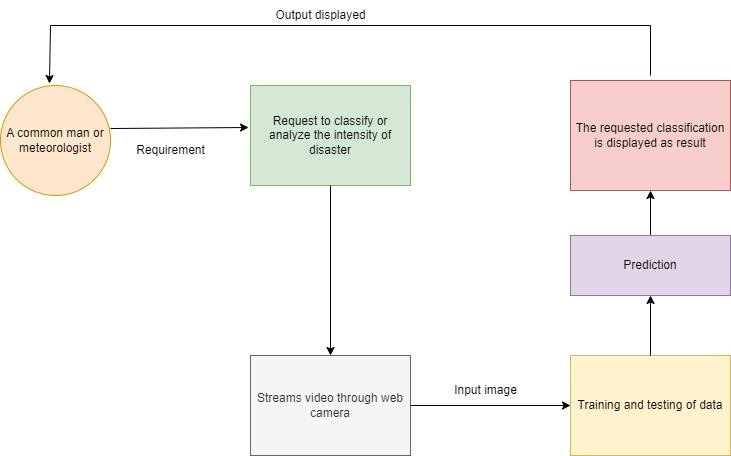 Output displayed
A common man or
meteorologist
Requirement
Request to classify or
analyze the intensity of
disaster
The requested classification
is displayed as result
Prediction
Streams video through web
camera
Input image
Training and testing of data